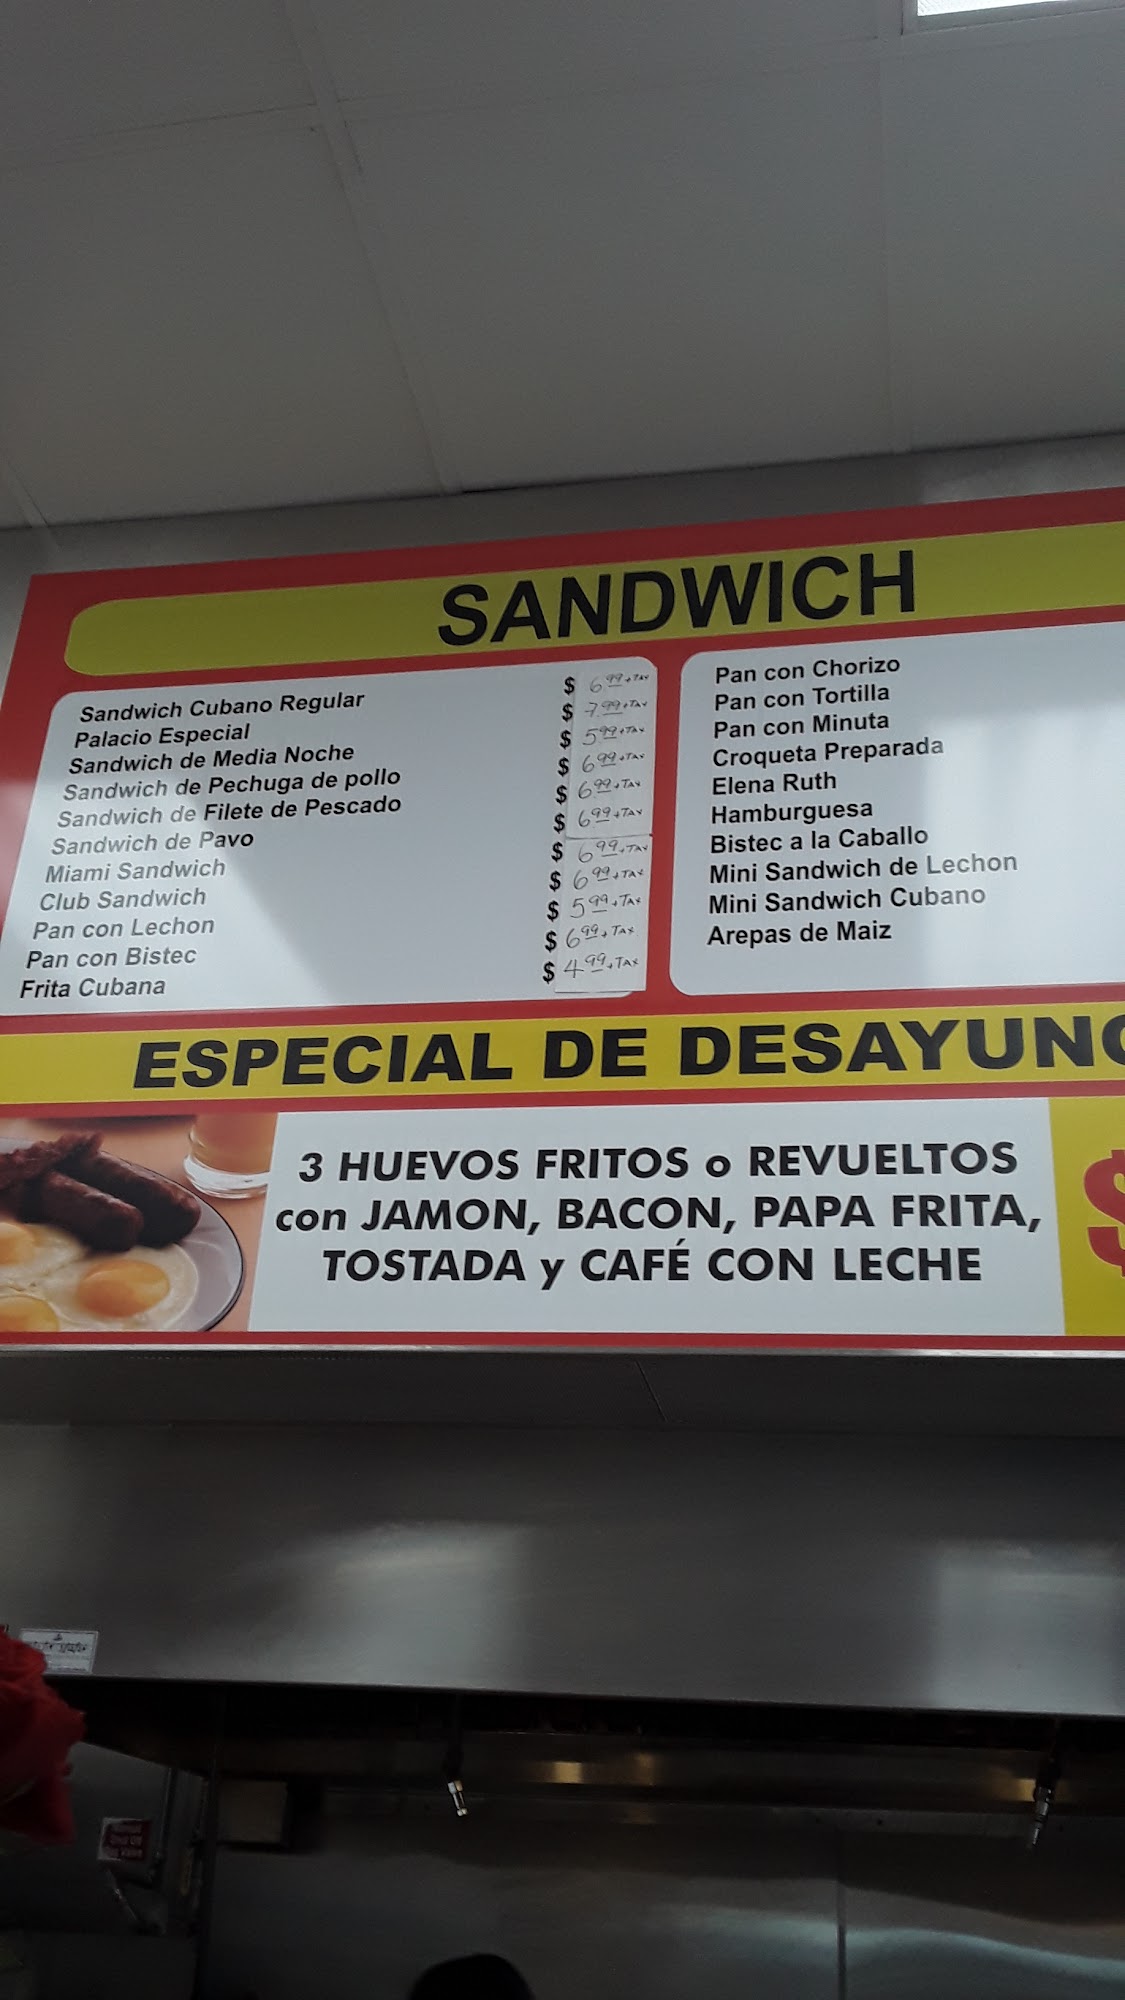 SANDWICH
Sandwich Cubano Regular $ 6.99+TAX
Palacio Especial $ 7.99+TAX
Sandwich de Media Noche $ 5.99+TAX
Sandwich de Pechuga de pollo $ 6.99+TAX
Sandwich de Filete de Pescado $ 6.99+TAX
Sandwich de Pavo $ 6.99+TAX
Miami Sandwich $ 6.99+TAX
Club Sandwich $ 6.99+TAX
Pan con Lechon $ 5.99+TAX
Pan con Bistec $ 6.99+TAX
Frita Cubana $ 4.99+TAX
Pan con Chorizo
Pan con Tortilla
Pan con Minuta
Croqueta Preparada
Elena Ruth
Hamburguesa
Bistec a la Caballo
Mini Sandwich de Lechon
Mini Sandwich Cubano
Arepas de Maiz
ESPECIAL DE DESAYUNO
3 HUEVOS FRITOS o REVUELTOS
con JAMON, BACON, PAPA FRITA,
TOSTADA y CAFÉ CON LECHE
$